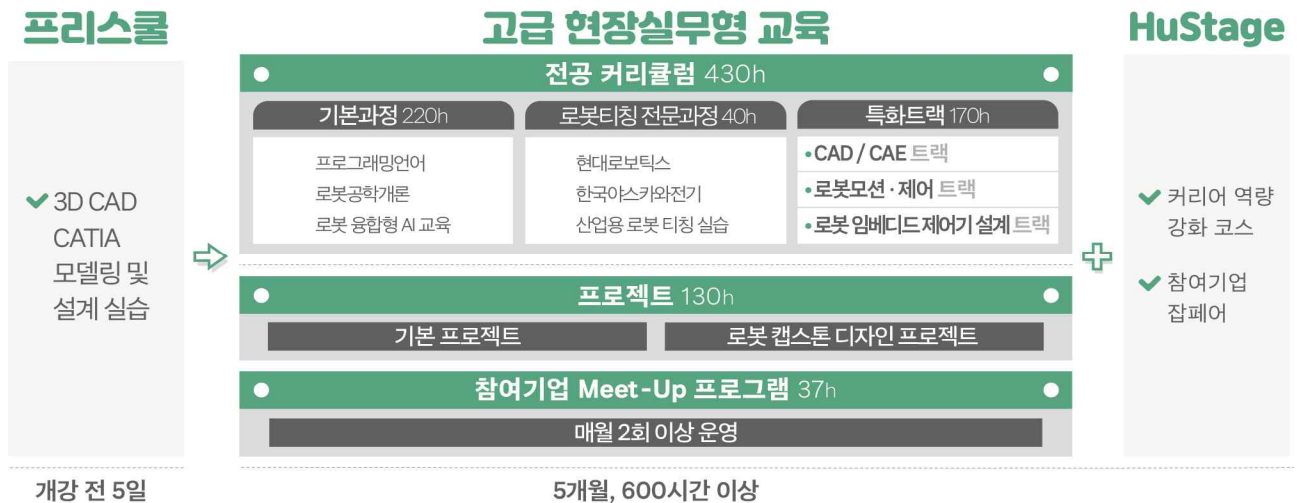 프리스쿨
3D CAD
CATIA
모델링 및
설계 실습
개강 전 5일
고급 현장실무형 교육
전공 커리큘럼 430h
기본과정 220h
프로그래밍언어
로봇공학개론
로봇 융합형 AI 교육
로봇티칭 전문과정 40h
현대로보틱스
한국야스카와전기
산업용 로봇 티칭 실습
특화트랙 170h
•CAD / CAE 트랙
•로봇모션·제어 트랙
•로봇 임베디드 제어기 설계 트랙
프로젝트 130h
기본 프로젝트
로봇 캡스톤 디자인 프로젝트
참여기업 Meet-Up 프로그램 37h
매월 2회 이상 운영
5개월, 600시간 이상
HuStage
커리어 역량
강화 코스
참여기업
잡페어